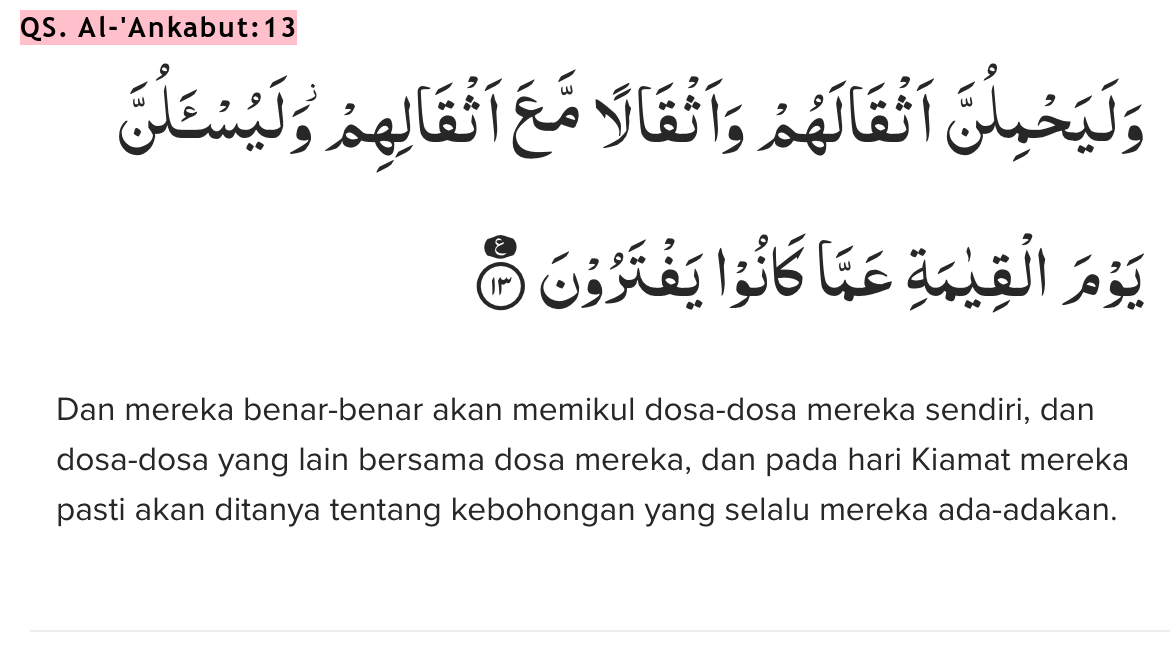 QS. Al-'Ankabut:13
وَلَيَحْمِلُنَّ اَثْقَالَهُمْ وَاَثْقَالًا مَّعَ اَثْقَالِهِمْ ۖوَلَيُسْـَٔلُنَّ
يَوْمَ الْقِيٰمَةِ عَمَّا كَانُوْا يَفْتَرُوْنَ ࣖ ١٣
Dan mereka benar-benar akan memikul dosa-dosa mereka sendiri, dan
dosa-dosa yang lain bersama dosa mereka, dan pada hari Kiamat mereka
pasti akan ditanya tentang kebohongan yang selalu mereka ada-adakan.